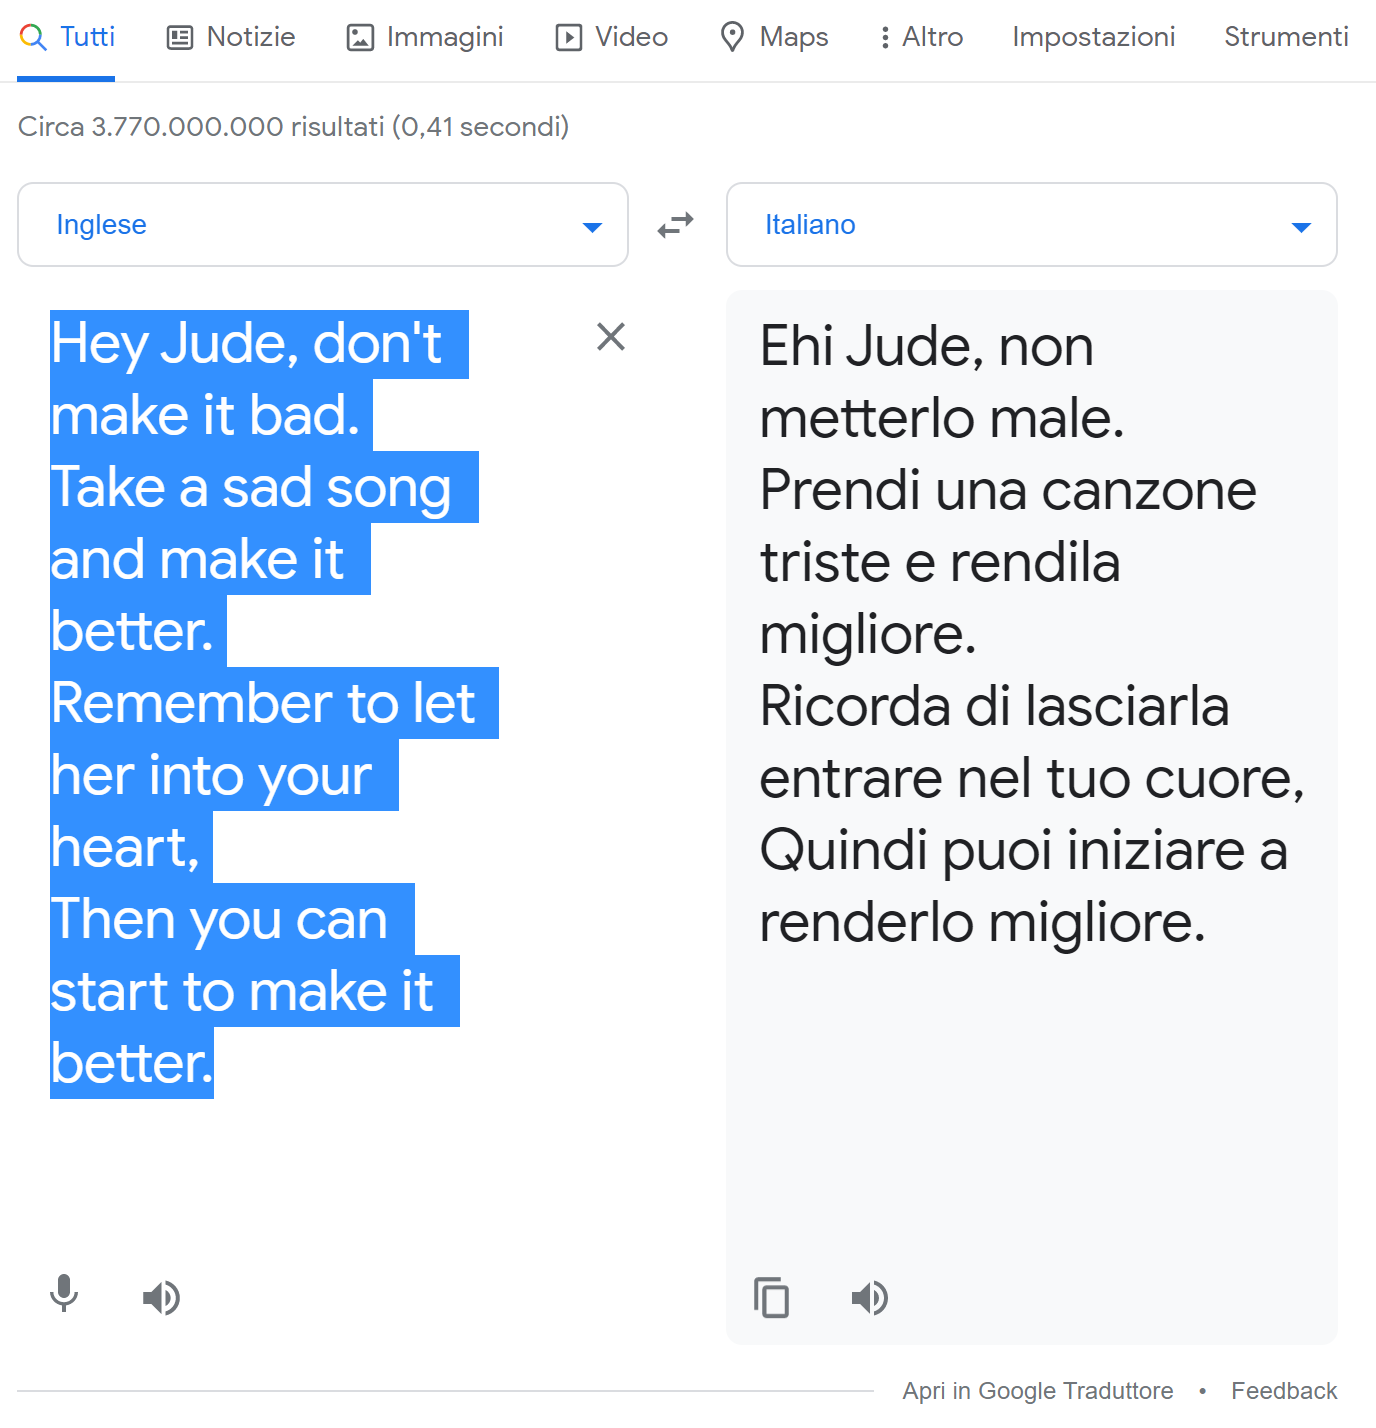 Tutti Notizie Immagini Video Maps Altro Impostazioni Strumenti
Circa 3.770.000.000 risultati (0,41 secondi)
Inglese
Italiano
Hey Jude, don't
make it bad.
Take a sad song
and make it
better.
Remember to let
her into your
heart,
Then you can
start to make it
better.
Ehi Jude, non
metterlo male.
Prendi una canzone
triste e rendila
migliore.
Ricorda di lasciarla
entrare nel tuo cuore,
Quindi puoi iniziare a
renderlo migliore.
Apri in Google Traduttore • Feedback